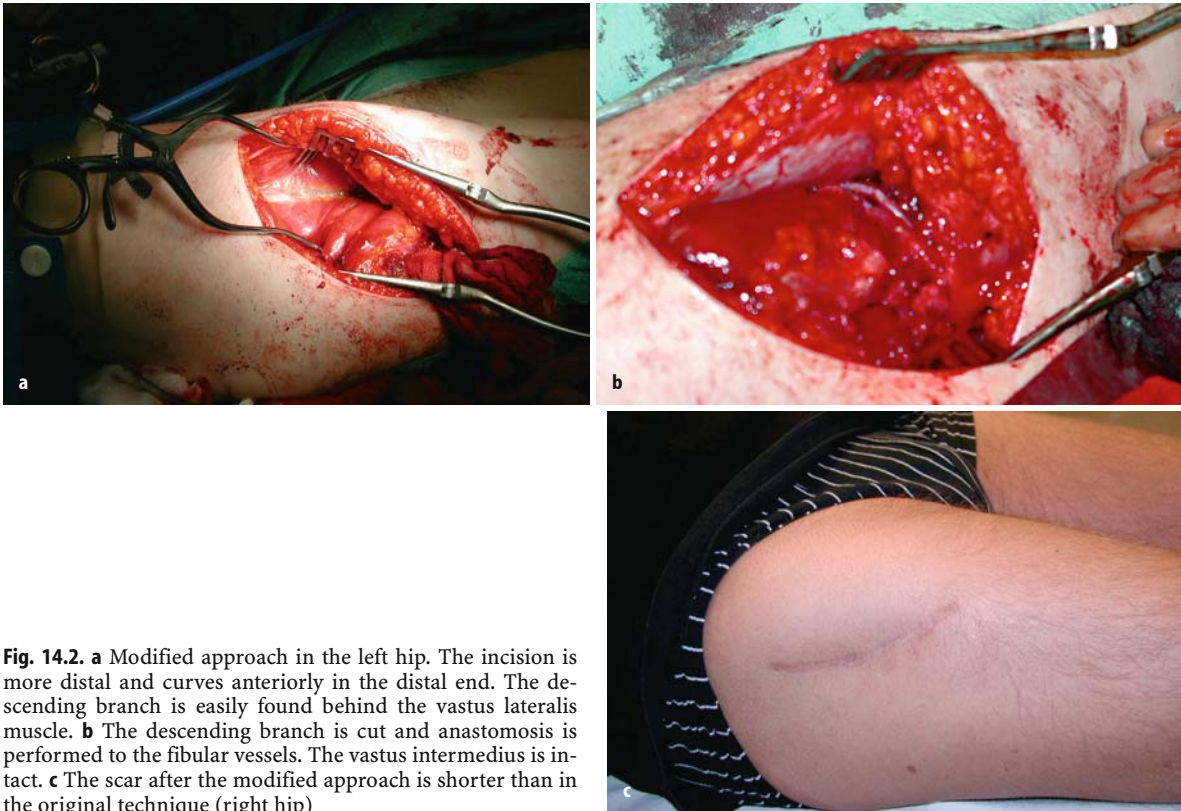 a
b
c
Fig. 14.2. a Modified approach in the left hip. The incision is
more distal and curves anteriorly in the distal end. The de-
scending branch is easily found behind the vastus lateralis
muscle. b The descending branch is cut and anastomosis is
performed to the fibular vessels. The vastus intermedius is in-
tact. c The scar after the modified approach is shorter than in
the original technique (right hip)